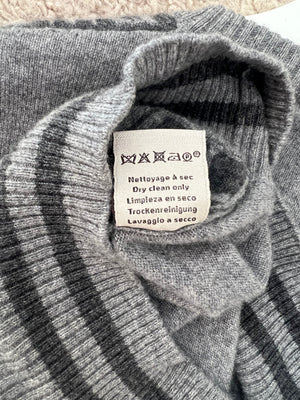 Nettoyage à sec
Dry clean only
Limpieza en seco
Trockenreinigung
Lavaggio a secco